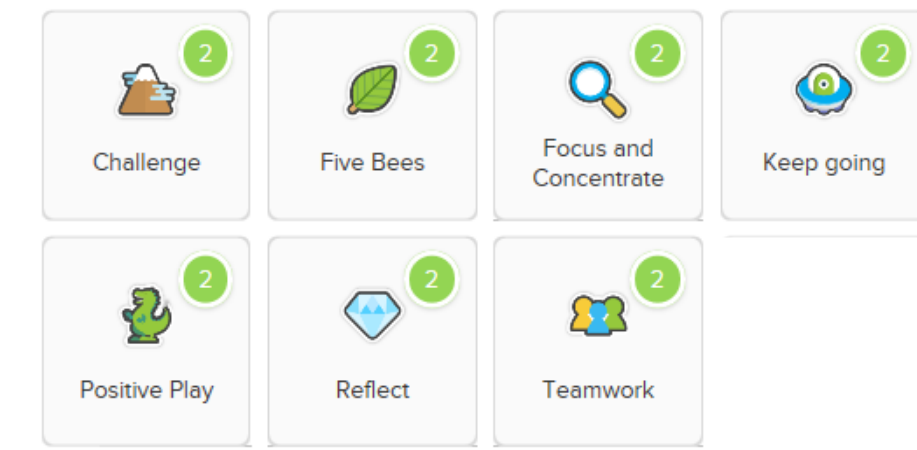 2 2 2 2
Challenge Five Bees Focus and Concentrate Keep going
2 2 2
Positive Play Reflect Teamwork